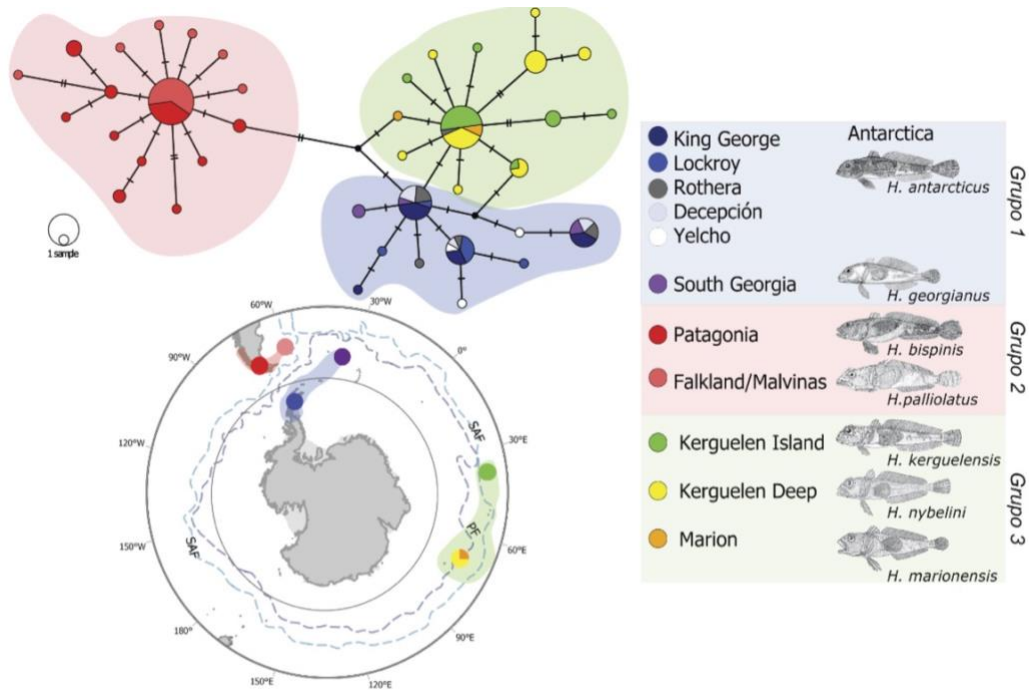 1 sample
60°W
30°W
0°
90°W
120°W
150°W
180°
150°E
120°E
90°E
60°E
30°E
SAF
SAF
PF
King George
Lockroy
Rothera
Decepción
Yelcho
South Georgia
Antarctica
H. antarcticus
H. georgianus
Grupo 1
Patagonia
Falkland/Malvinas
H. bispinis
H.palliolatus
Grupo 2
Kerguelen Island
Kerguelen Deep
Marion
H. kerguelensis
H. nybelini
H. marionensis
Grupo 3